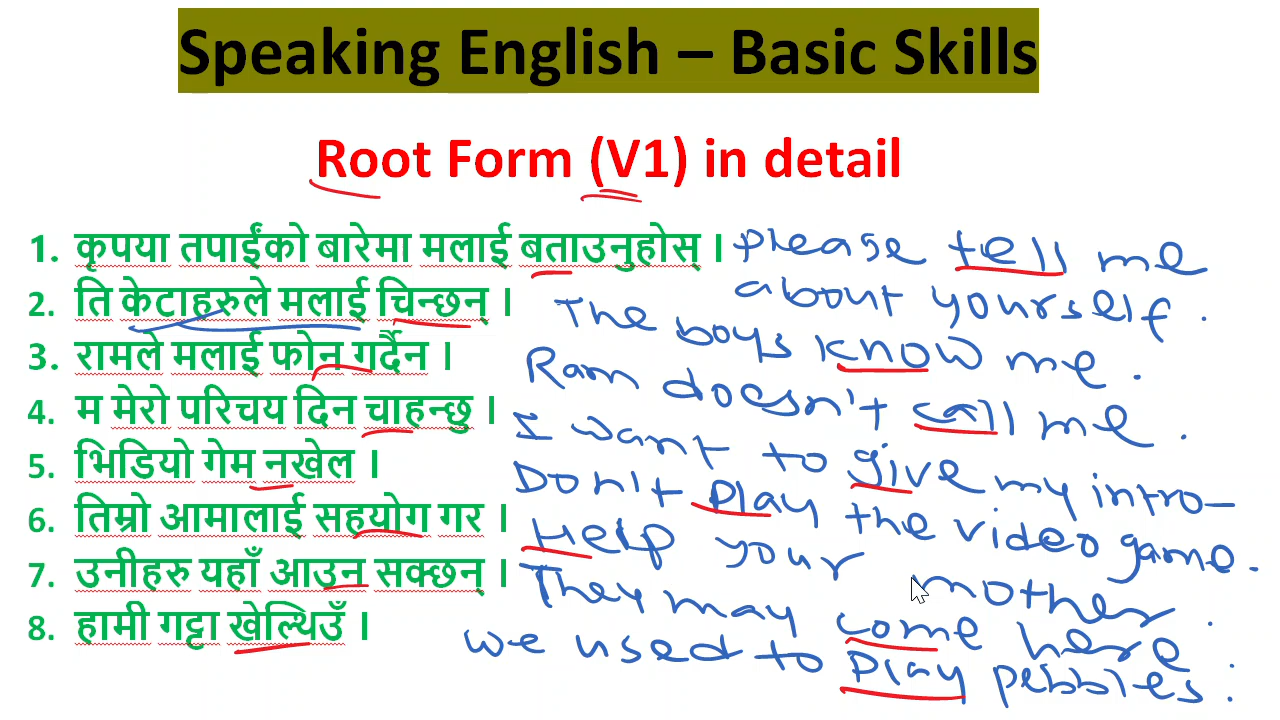 Speaking English – Basic Skills
Root Form (V1) in detail
1. कृपया तपाईंको बारेमा मलाई बताउनुहोस् । Please tell me
about yourself.
2. ति केटाहरुले मलाई चिन्छन् । The boys know me.
3. रामले मलाई फोन गर्दैन । Ram doesn't call me.
4. म मेरो परिचय दिन चाहन्छु । I want to give my intro-
5. भिडियो गेम नखेल । Don't play the video game.
6. तिम्रो आमालाई सहयोग गर । Help your mother.
7. उनीहरु यहाँ आउन सक्छन् । They may come here.
8. हामी गट्टा खेल्थिउँ । we used to play pebbles.